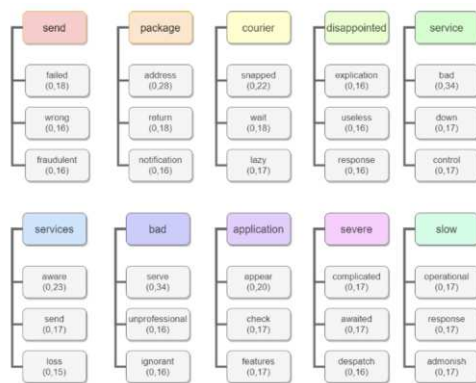 send
package
courier
disappointed
service
failed
(0,18)
address
(0,28)
snapped
(0,22)
explication
(0,16)
bad
(0,34)
wrong
(0,16)
return
(0,18)
wait
(0,18)
useless
(0,16)
down
(0,17)
fraudulent
(0,16)
notification
(0,16)
lazy
(0,17)
response
(0,16)
control
(0,17)
services
bad
application
severe
slow
aware
(0,23)
serve
(0,34)
appear
(0,20)
complicated
(0,17)
operational
(0,17)
send
(0,17)
unprofessional
(0,16)
check
(0,17)
awaited
(0,17)
response
(0,17)
loss
(0,15)
ignorant
(0,16)
features
(0,17)
despatch
(0,16)
admonish
(0,17)